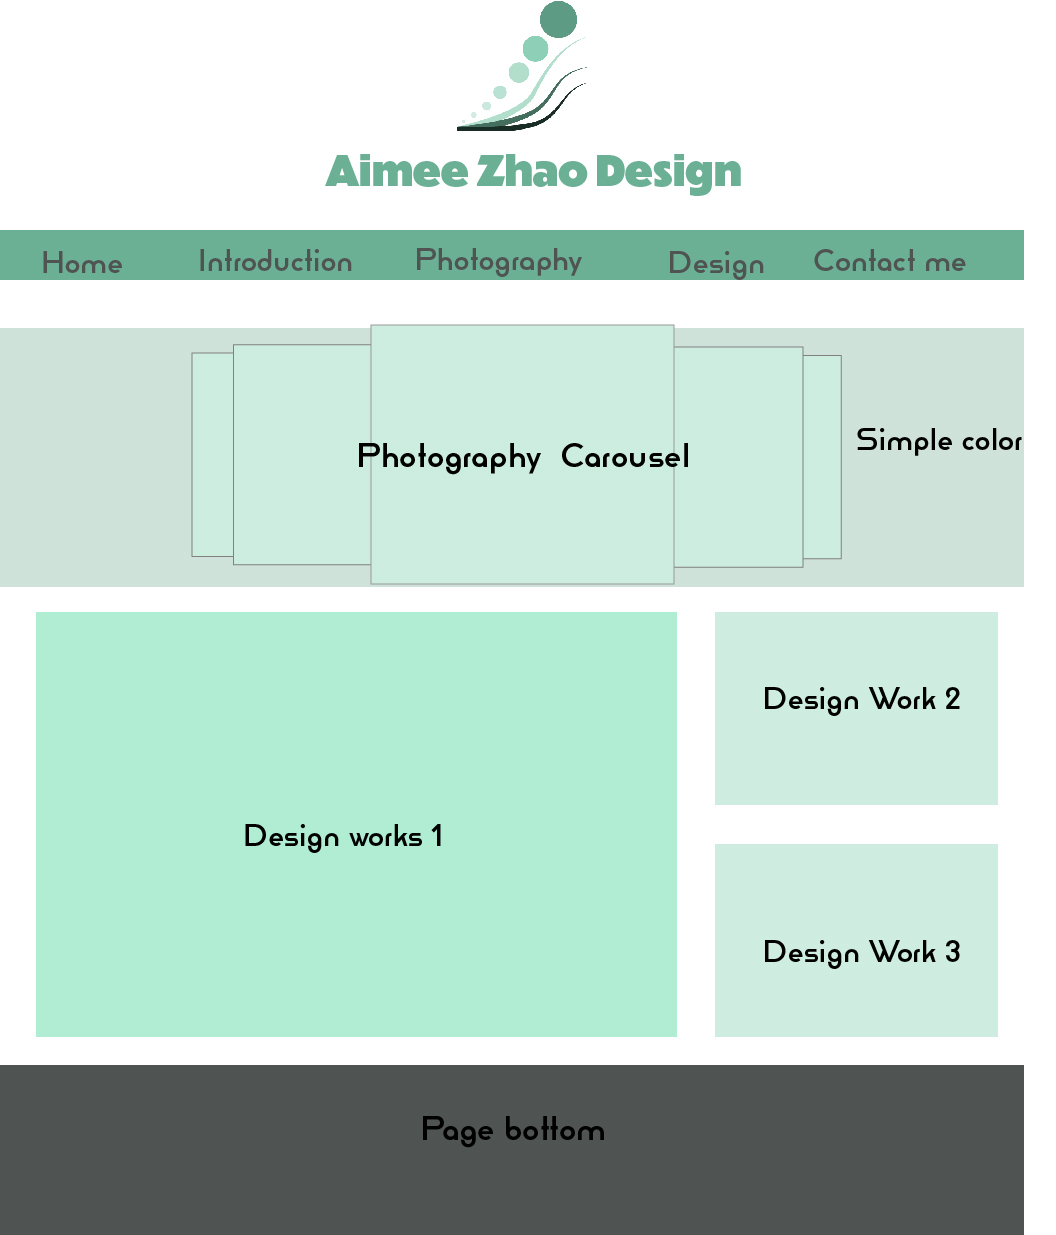 Aimee Zhao Design
Home Introduction Photography Design Contact me
Simple color
Photography Carousel
Design works 1
Design Work 2
Design Work 3
Page bottom